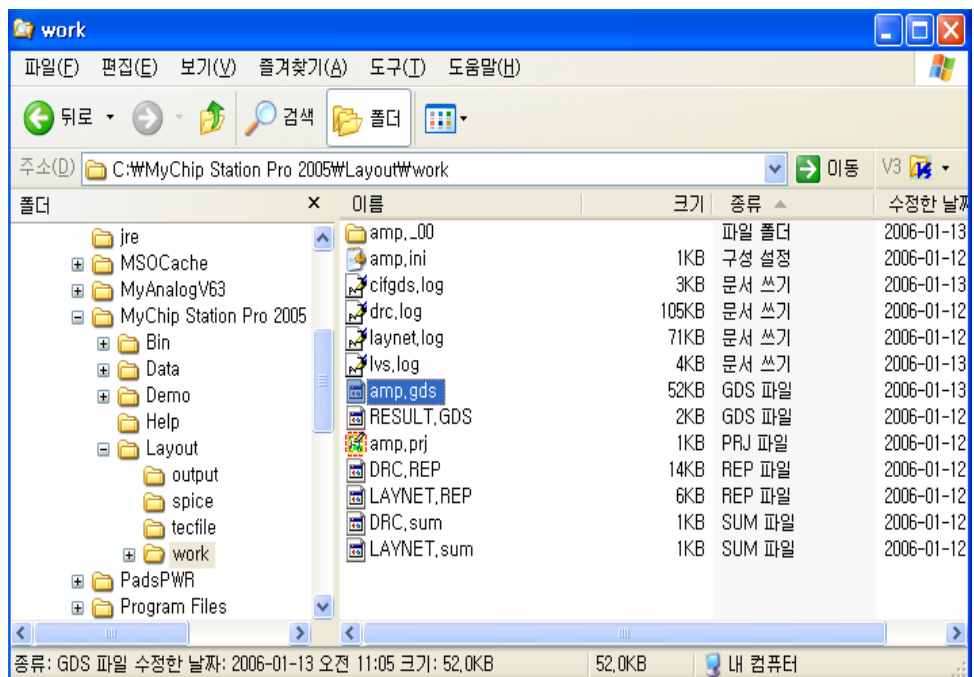 work
파일(F) 편집(E) 보기(V) 즐겨찾기(A) 도구(T) 도움말(H)
뒤로 검색 폴더
주소(D) C:₩MyChip Station Pro 2005₩Layout₩work 이동 V3
폴더 x 이름 크기 종류 수정한 날짜
jre
MSOCache
MyAnalogV63
MyChip Station Pro 2005
Bin
Data
Demo
Help
Layout
output
spice
tecfile
work
PadsPWR
Program Files
amp,_00 파일 폴더 2006-01-13
amp,ini 1KB 구성 설정 2006-01-12
cifgds,log 3KB 문서 쓰기 2006-01-13
drc,log 105KB 문서 쓰기 2006-01-12
laynet,log 71KB 문서 쓰기 2006-01-12
lvs,log 4KB 문서 쓰기 2006-01-12
amp,gds 52KB GDS 파일 2006-01-13
RESULT,GDS 2KB GDS 파일 2006-01-12
amp,prj 1KB PRJ 파일 2006-01-12
DRC,REP 14KB REP 파일 2006-01-12
LAYNET,REP 6KB REP 파일 2006-01-12
DRC,sum 1KB SUM 파일 2006-01-12
LAYNET,sum 1KB SUM 파일 2006-01-12
종류: GDS 파일 수정한 날짜: 2006-01-13 오전 11:05 크기: 52,0KB 52,0KB 내 컴퓨터